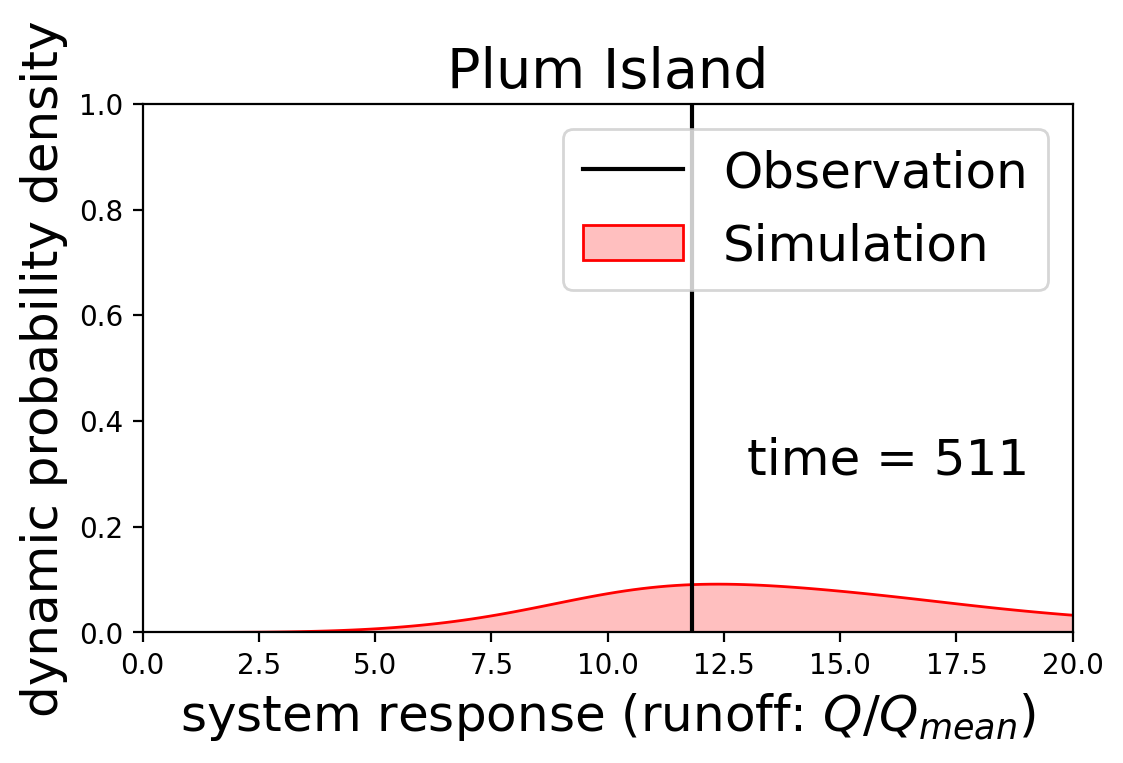 Plum Island
dynamic probability density
1.0
0.8
0.6
0.4
0.2
0.0
Observation
Simulation
time = 511
0.0 2.5 5.0 7.5 10.0 12.5 15.0 17.5 20.0
system response (runoff: Q/Qmean)